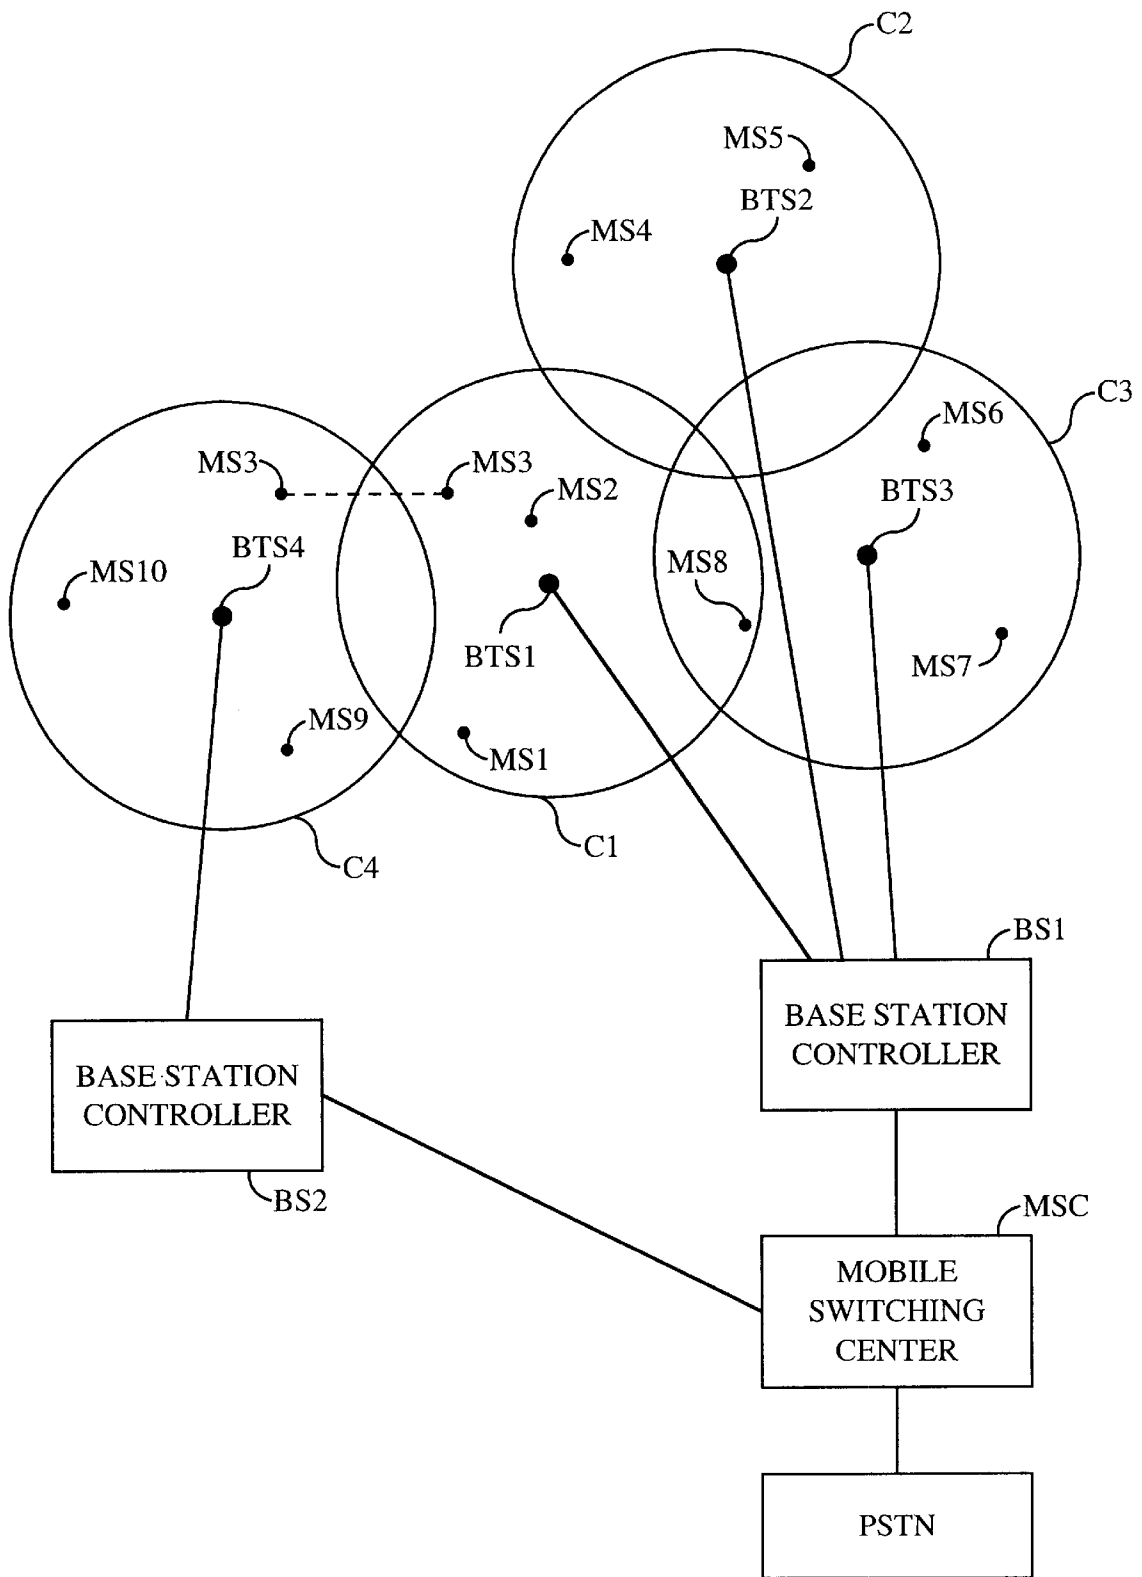 C2
MS5
BTS2
MS4
C3
MS6
MS3
MS3
MS2
BTS3
BTS4
MS10
MS8
BTS1
MS7
MS9
MS1
C1
C4
BS1
BASE STATION
CONTROLLER
BASE STATION
CONTROLLER
BS2
MSC
MOBILE
SWITCHING
CENTER
PSTN